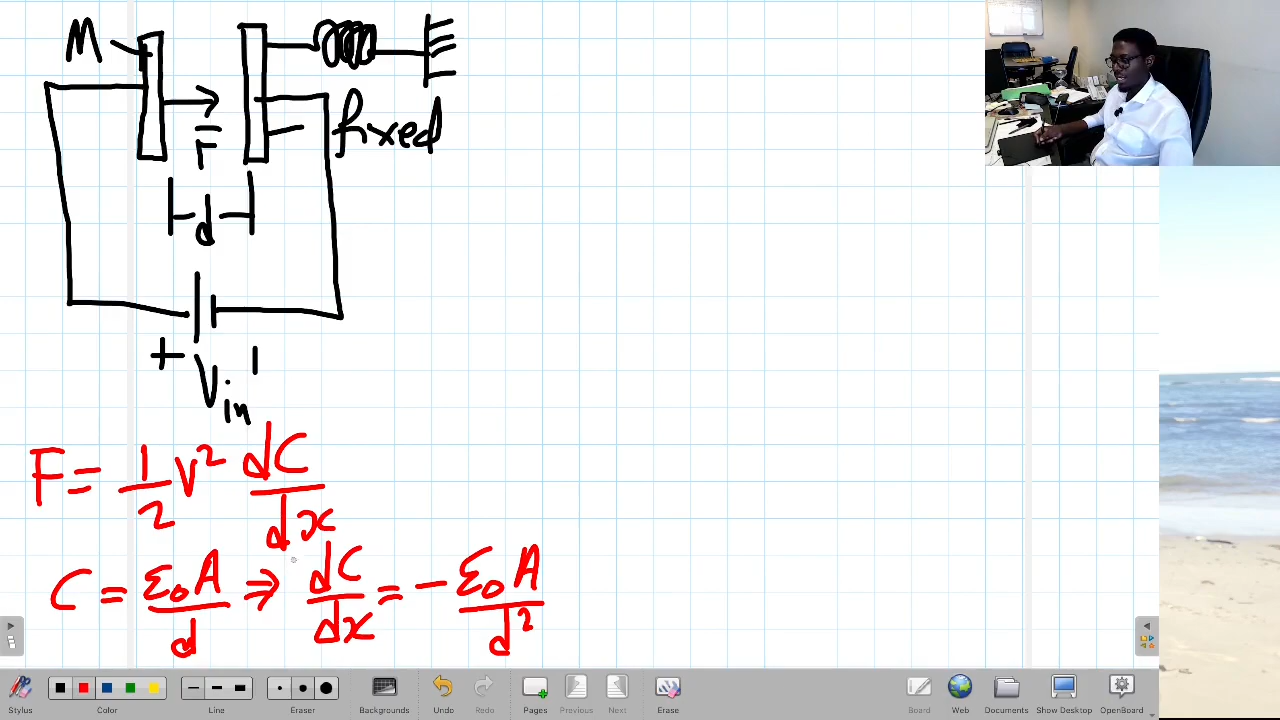 M
F
fixed
d
+
Vin
F = 1/2 V² dC/dx
C = ε₀A/d ⇒ dC/dx = - ε₀A/d²
Stylus
Color
Line
Eraser
Backgrounds
Undo
Redo
Pages
Previous
Next
Erase
Board
Web
Documents
Show Desktop
OpenBoard